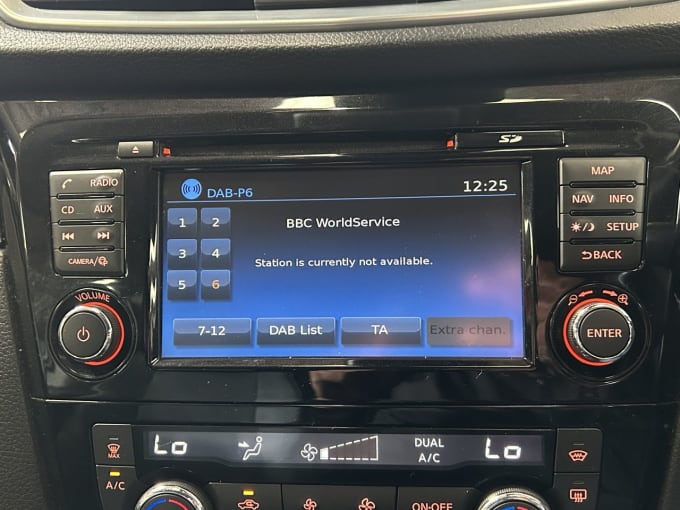 SD
DAB-P6
12:25
1 2
BBC WorldService
3 4
Station is currently not available.
5 6
7-12 DAB List TA Extra chan.
RADIO
CD AUX
CAMERA/
VOLUME
MAP
NAV INFO
SETUP
BACK
ENTER
MAX
A/C
Lo
DUAL
A/C
Lo
ON-OFF